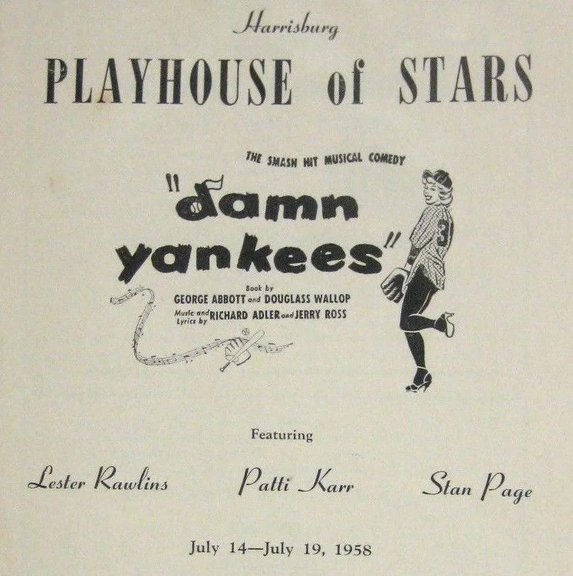 Harrisburg
PLAYHOUSE of STARS
THE SMASH HIT MUSICAL COMEDY
"damn
yankees"
Book by
GEORGE ABBOTT and DOUGLASS WALLOP
Music and
Lyrics by RICHARD ADLER and JERRY ROSS
3
Featuring
Lester Rawlins Patti Karr Stan Page
July 14—July 19, 1958